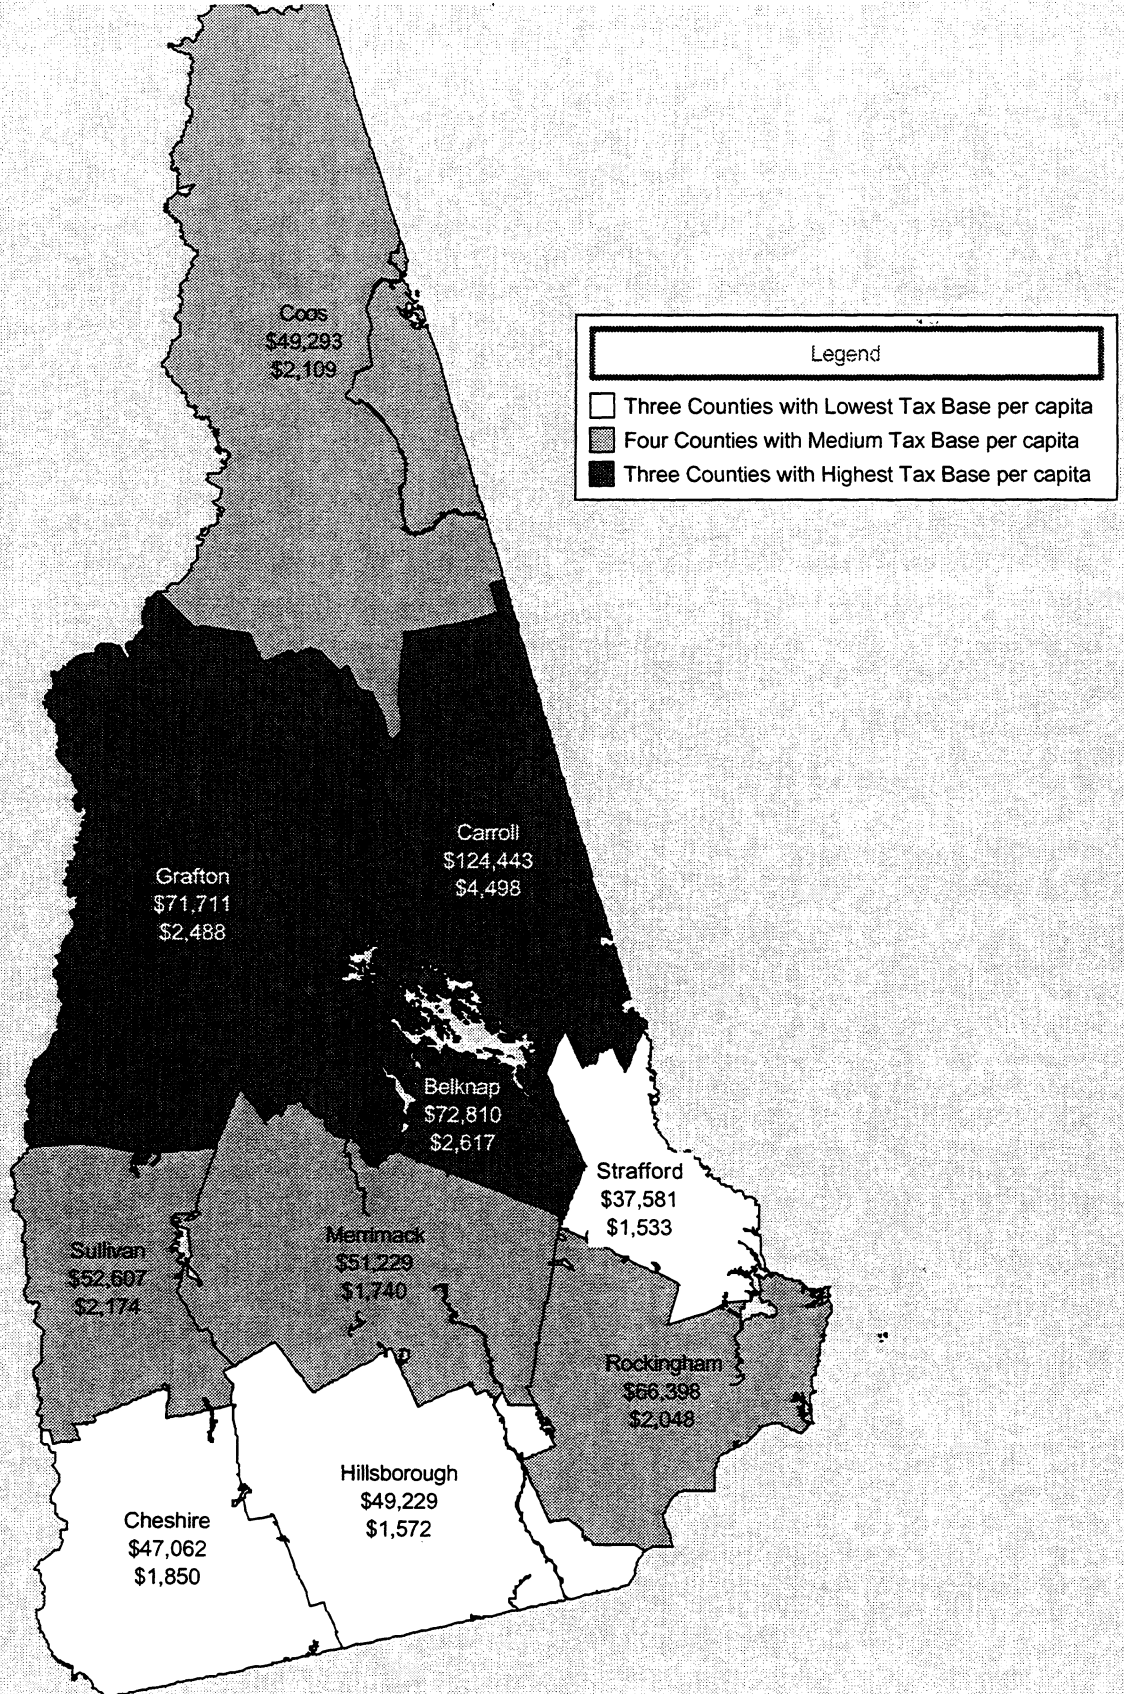 Coos
$49,293
$2,109
Legend
Three Counties with Lowest Tax Base per capita
Four Counties with Medium Tax Base per capita
Three Counties with Highest Tax Base per capita
Carroll
$124,443
$4,498
Grafton
$71,711
$2,488
Belknap
$72,810
$2,617
Strafford
$37,581
$1,533
Merrimack
$51,229
$1,740
Sullivan
$52,607
$2,174
Rockingham
$66,398
$2,048
Hillsborough
$49,229
$1,572
Cheshire
$47,062
$1,850